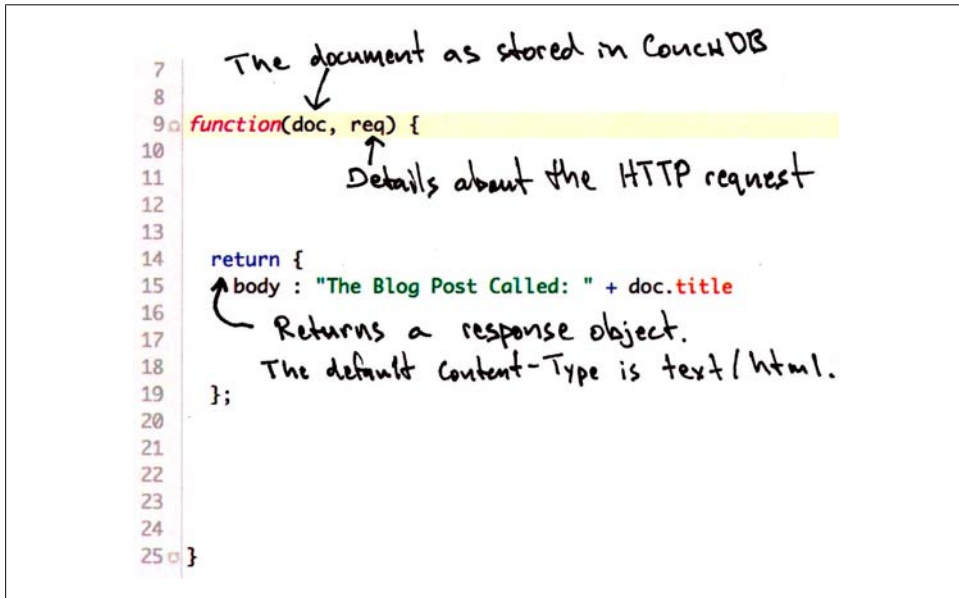 7 The document as stored in CouchDB
8
9 function(doc, req) {
10
11 Details about the HTTP request
12
13
14 return {
15 body : "The Blog Post Called: " + doc.title
16
17 Returns a response object.
18 The default Content-Type is text/html.
19 };
20
21
22
23
24
25 }